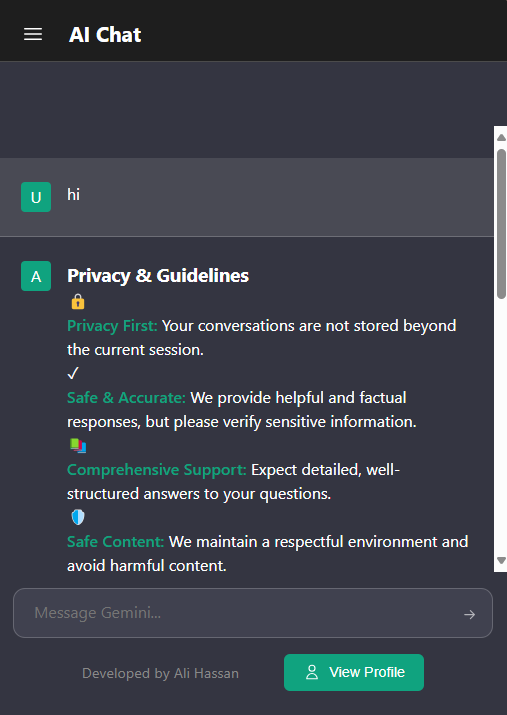 AI Chat
U
hi
A
Privacy & Guidelines
Privacy First: Your conversations are not stored beyond
the current session.
✓
Safe & Accurate: We provide helpful and factual
responses, but please verify sensitive information.
Comprehensive Support: Expect detailed, well-
structured answers to your questions.
Safe Content: We maintain a respectful environment and
avoid harmful content.
Message Gemini...
Developed by Ali Hassan
View Profile